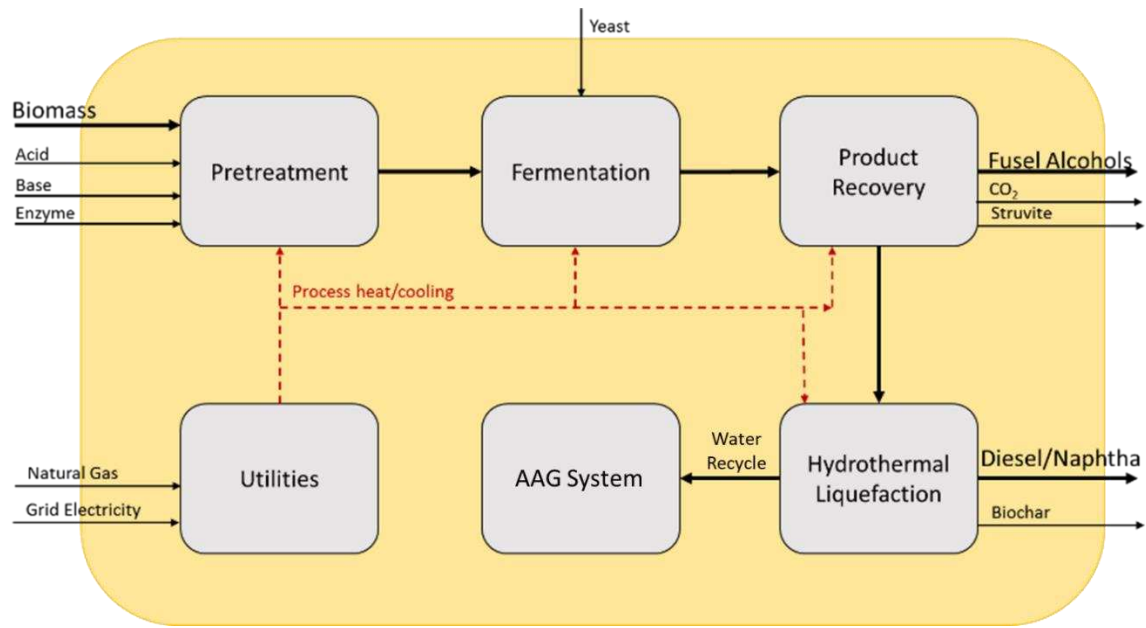 Yeast
Biomass
Acid
Base
Enzyme
Pretreatment
Fermentation
Product
Recovery
Fusel Alcohols
CO₂
Struvite
Process heat/cooling
Natural Gas
Grid Electricity
Utilities
AAG System
Water
Recycle
Hydrothermal
Liquefaction
Diesel/Naphtha
Biochar